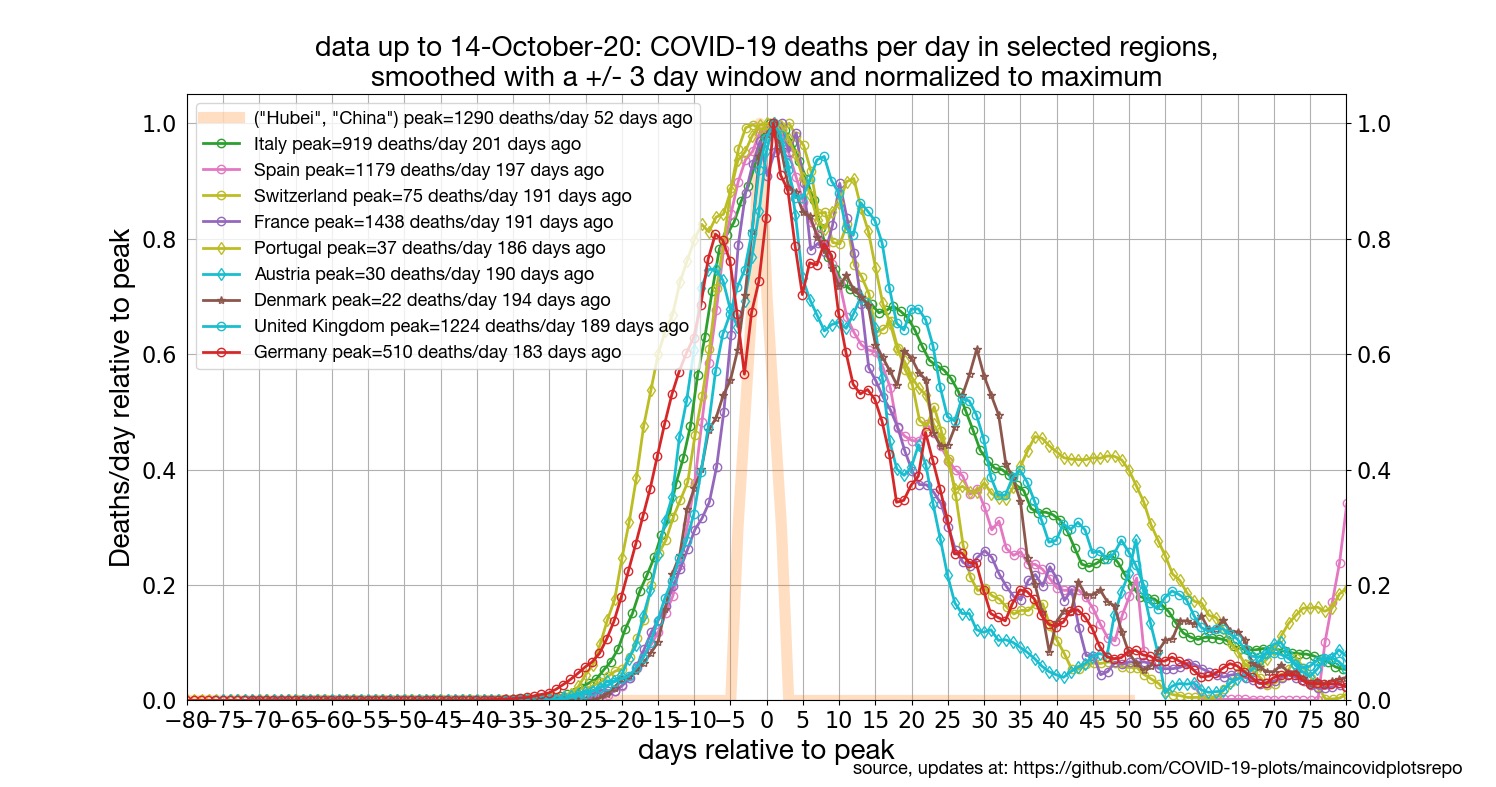 data up to 14-October-20: COVID-19 deaths per day in selected regions,
smoothed with a +/- 3 day window and normalized to maximum
("Hubei", "China") peak=1290 deaths/day 52 days ago
Italy peak=919 deaths/day 201 days ago
Spain peak=1179 deaths/day 197 days ago
Switzerland peak=75 deaths/day 191 days ago
France peak=1438 deaths/day 191 days ago
Portugal peak=37 deaths/day 186 days ago
Austria peak=30 deaths/day 190 days ago
Denmark peak=22 deaths/day 194 days ago
United Kingdom peak=1224 deaths/day 189 days ago
Germany peak=510 deaths/day 183 days ago
Deaths/day relative to peak
1.0
0.8
0.6
0.4
0.2
0.0
1.0
0.8
0.6
0.4
0.2
0.0
−80 −75 −70 −65 −60 −55 −50 −45 −40 −35 −30 −25 −20 −15 −10 −5 0 5 10 15 20 25 30 35 40 45 50 55 60 65 70 75 80
days relative to peak
source, updates at: https://github.com/COVID-19-plots/maincovidplotsrepo